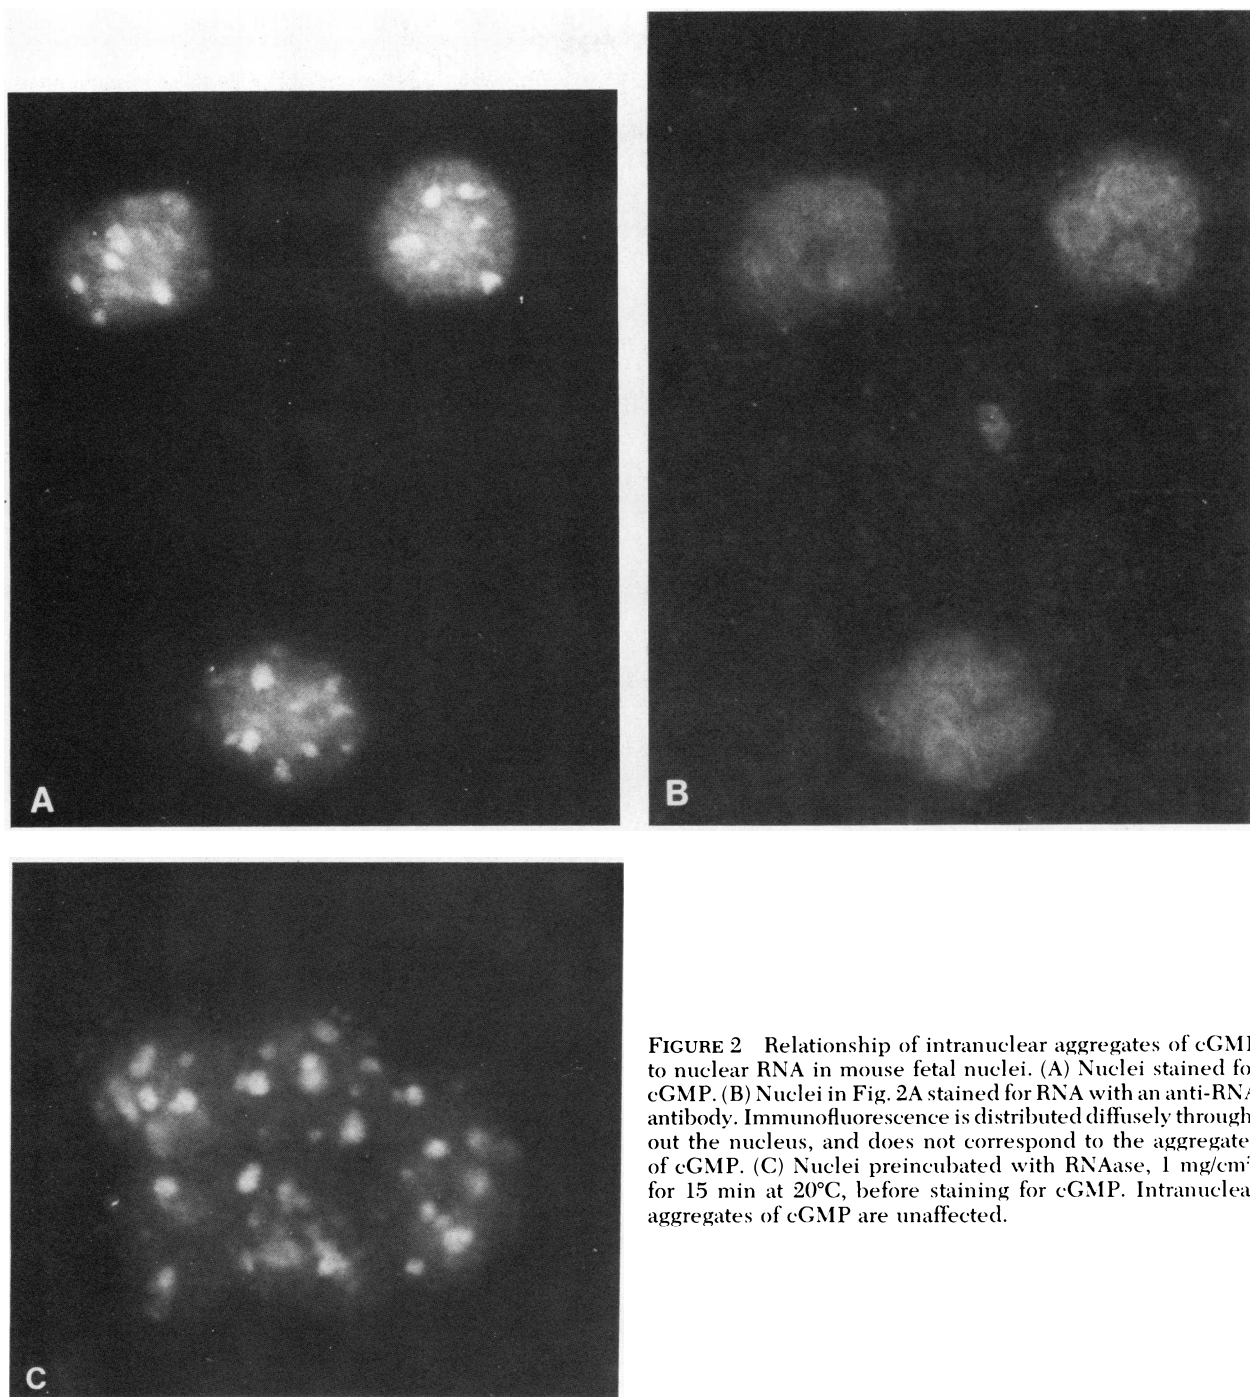 A
B
C
FIGURE 2 Relationship of intranuclear aggregates of cGMP
to nuclear RNA in mouse fetal nuclei. (A) Nuclei stained fo
cGMP. (B) Nuclei in Fig. 2A stained for RNA with an anti-RNA
antibody. Immunofluorescence is distributed diffusely through
out the nucleus, and does not correspond to the aggregate
of cGMP. (C) Nuclei preincubated with RNAase, 1 mg/cm³
for 15 min at 20°C, before staining for cGMP. Intranuclea
aggregates of cGMP are unaffected.